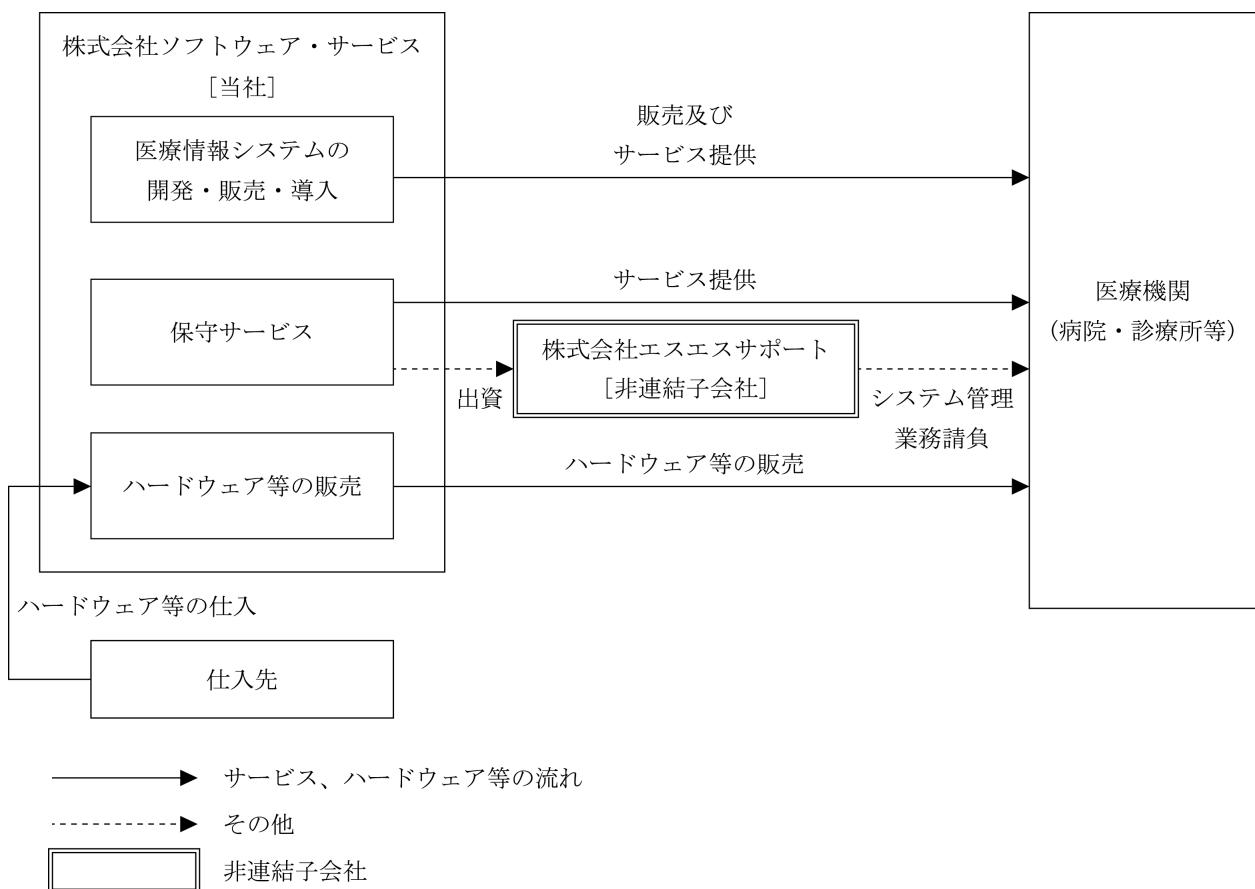 株式会社ソフトウェア・サービス
[当社]
医療情報システムの
開発・販売・導入
販売及び
サービス提供
保守サービス
サービス提供
出資
株式会社エスエスサポート
[非連結子会社]
システム管理
業務請負
ハードウェア等の販売
ハードウェア等の販売
医療機関
(病院・診療所等)
ハードウェア等の仕入
仕入先
サービス、ハードウェア等の流れ
その他
非連結子会社